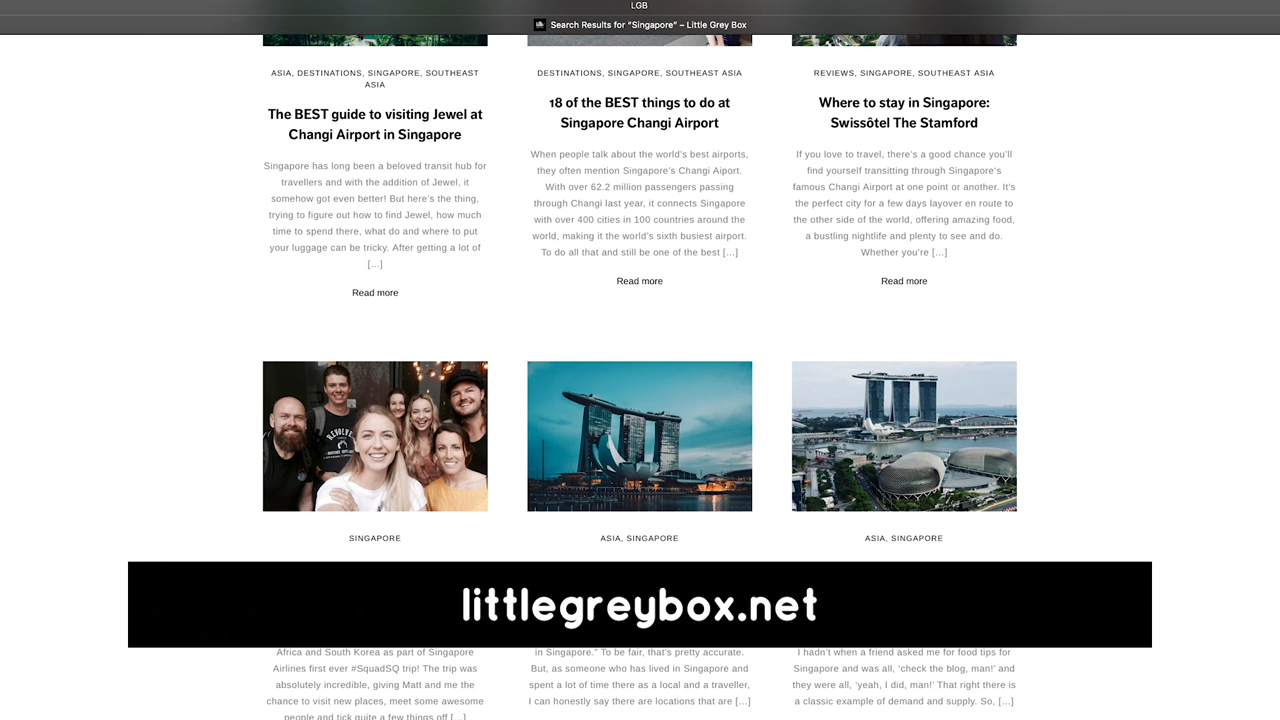 LGB
Search Results for “Singapore” – Little Grey Box
ASIA, DESTINATIONS, SINGAPORE, SOUTHEAST
ASIA
The BEST guide to visiting Jewel at
Changi Airport in Singapore
Singapore has long been a beloved transit hub for
travellers and with the addition of Jewel, it
somehow got even better! But here’s the thing,
trying to figure out how to find Jewel, how much
time to spend there, what do and where to put
your luggage can be tricky. After getting a lot of
[…]
Read more
DESTINATIONS, SINGAPORE, SOUTHEAST ASIA
18 of the BEST things to do at
Singapore Changi Airport
When people talk about the world’s best airports,
they often mention Singapore’s Changi Aiport.
With over 62.2 million passengers passing
through Changi last year, it connects Singapore
with over 400 cities in 100 countries around the
world, making it the world’s sixth busiest airport.
To do all that and still be one of the best […]
Read more
REVIEWS, SINGAPORE, SOUTHEAST ASIA
Where to stay in Singapore:
Swissôtel The Stamford
If you love to travel, there’s a good chance you’ll
find yourself transitting through Singapore’s
famous Changi Airport at one point or another. It’s
the perfect city for a few days layover en route to
the other side of the world, offering amazing food,
a bustling nightlife and plenty to see and do.
Whether you’re […]
Read more
REVOLVE
SINGAPORE
ASIA, SINGAPORE
ASIA, SINGAPORE
littlegreybox.net
Africa and South Korea as part of Singapore
Airlines first ever #SquadSQ trip! The trip was
absolutely incredible, giving Matt and me the
chance to visit new places, meet some awesome
people and tick quite a few things off […]
in Singapore.” To be fair, that’s pretty accurate.
But, as someone who has lived in Singapore and
spent a lot of time there as a local and a traveller,
I can honestly say there are locations that are […]
I hadn’t when a friend asked me for food tips for
Singapore and was all, ‘check the blog, man!’ and
they were all, ‘yeah, I did, man!’ That right there is
a classic example of demand and supply. So, […]